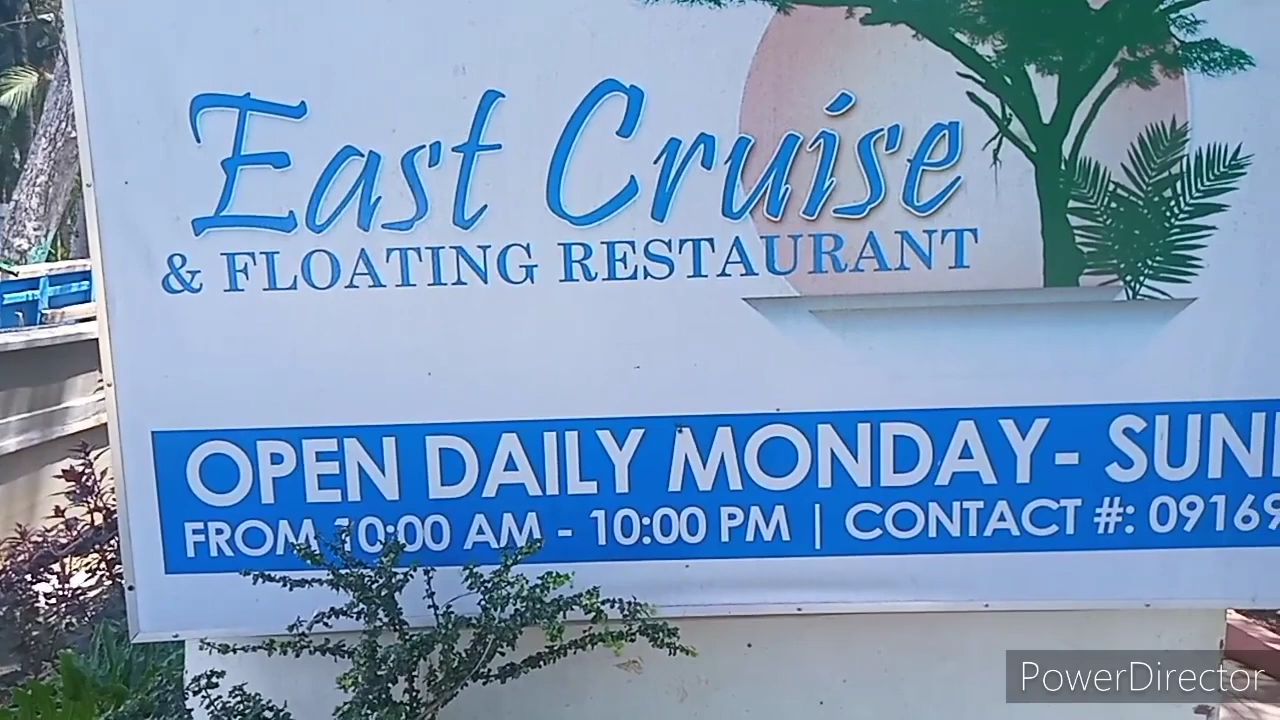 East Cruise
& FLOATING RESTAURANT
OPEN DAILY MONDAY- SUN
FROM 10:00 AM - 10:00 PM | CONTACT #: 09169
PowerDirector